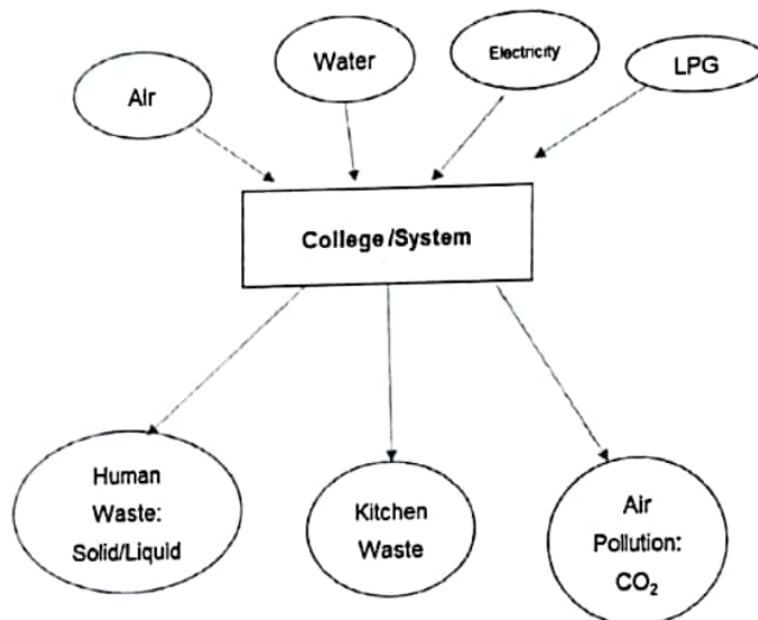 Air
Water
Electricity
LPG
College/System
Human
Waste:
Solid/Liquid
Kitchen
Waste
Air
Pollution:
CO₂